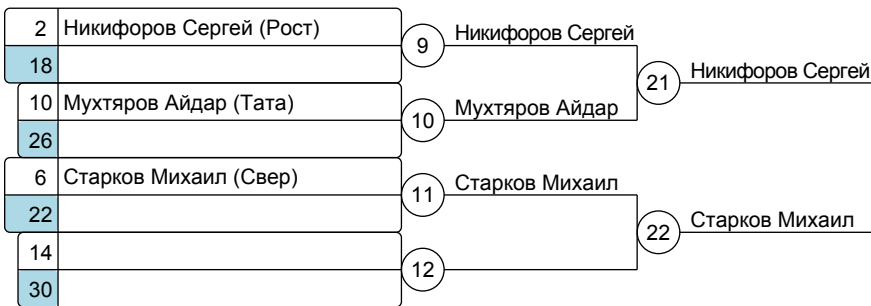 2 Никифоров Сергей (Рост)
18
10 Мухтяров Айдар (Тата)
26
6 Старков Михаил (Свер)
22
14
30
9 Никифоров Сергей
10 Мухтяров Айдар
11 Старков Михаил
12
21 Никифоров Сергей
22 Старков Михаил